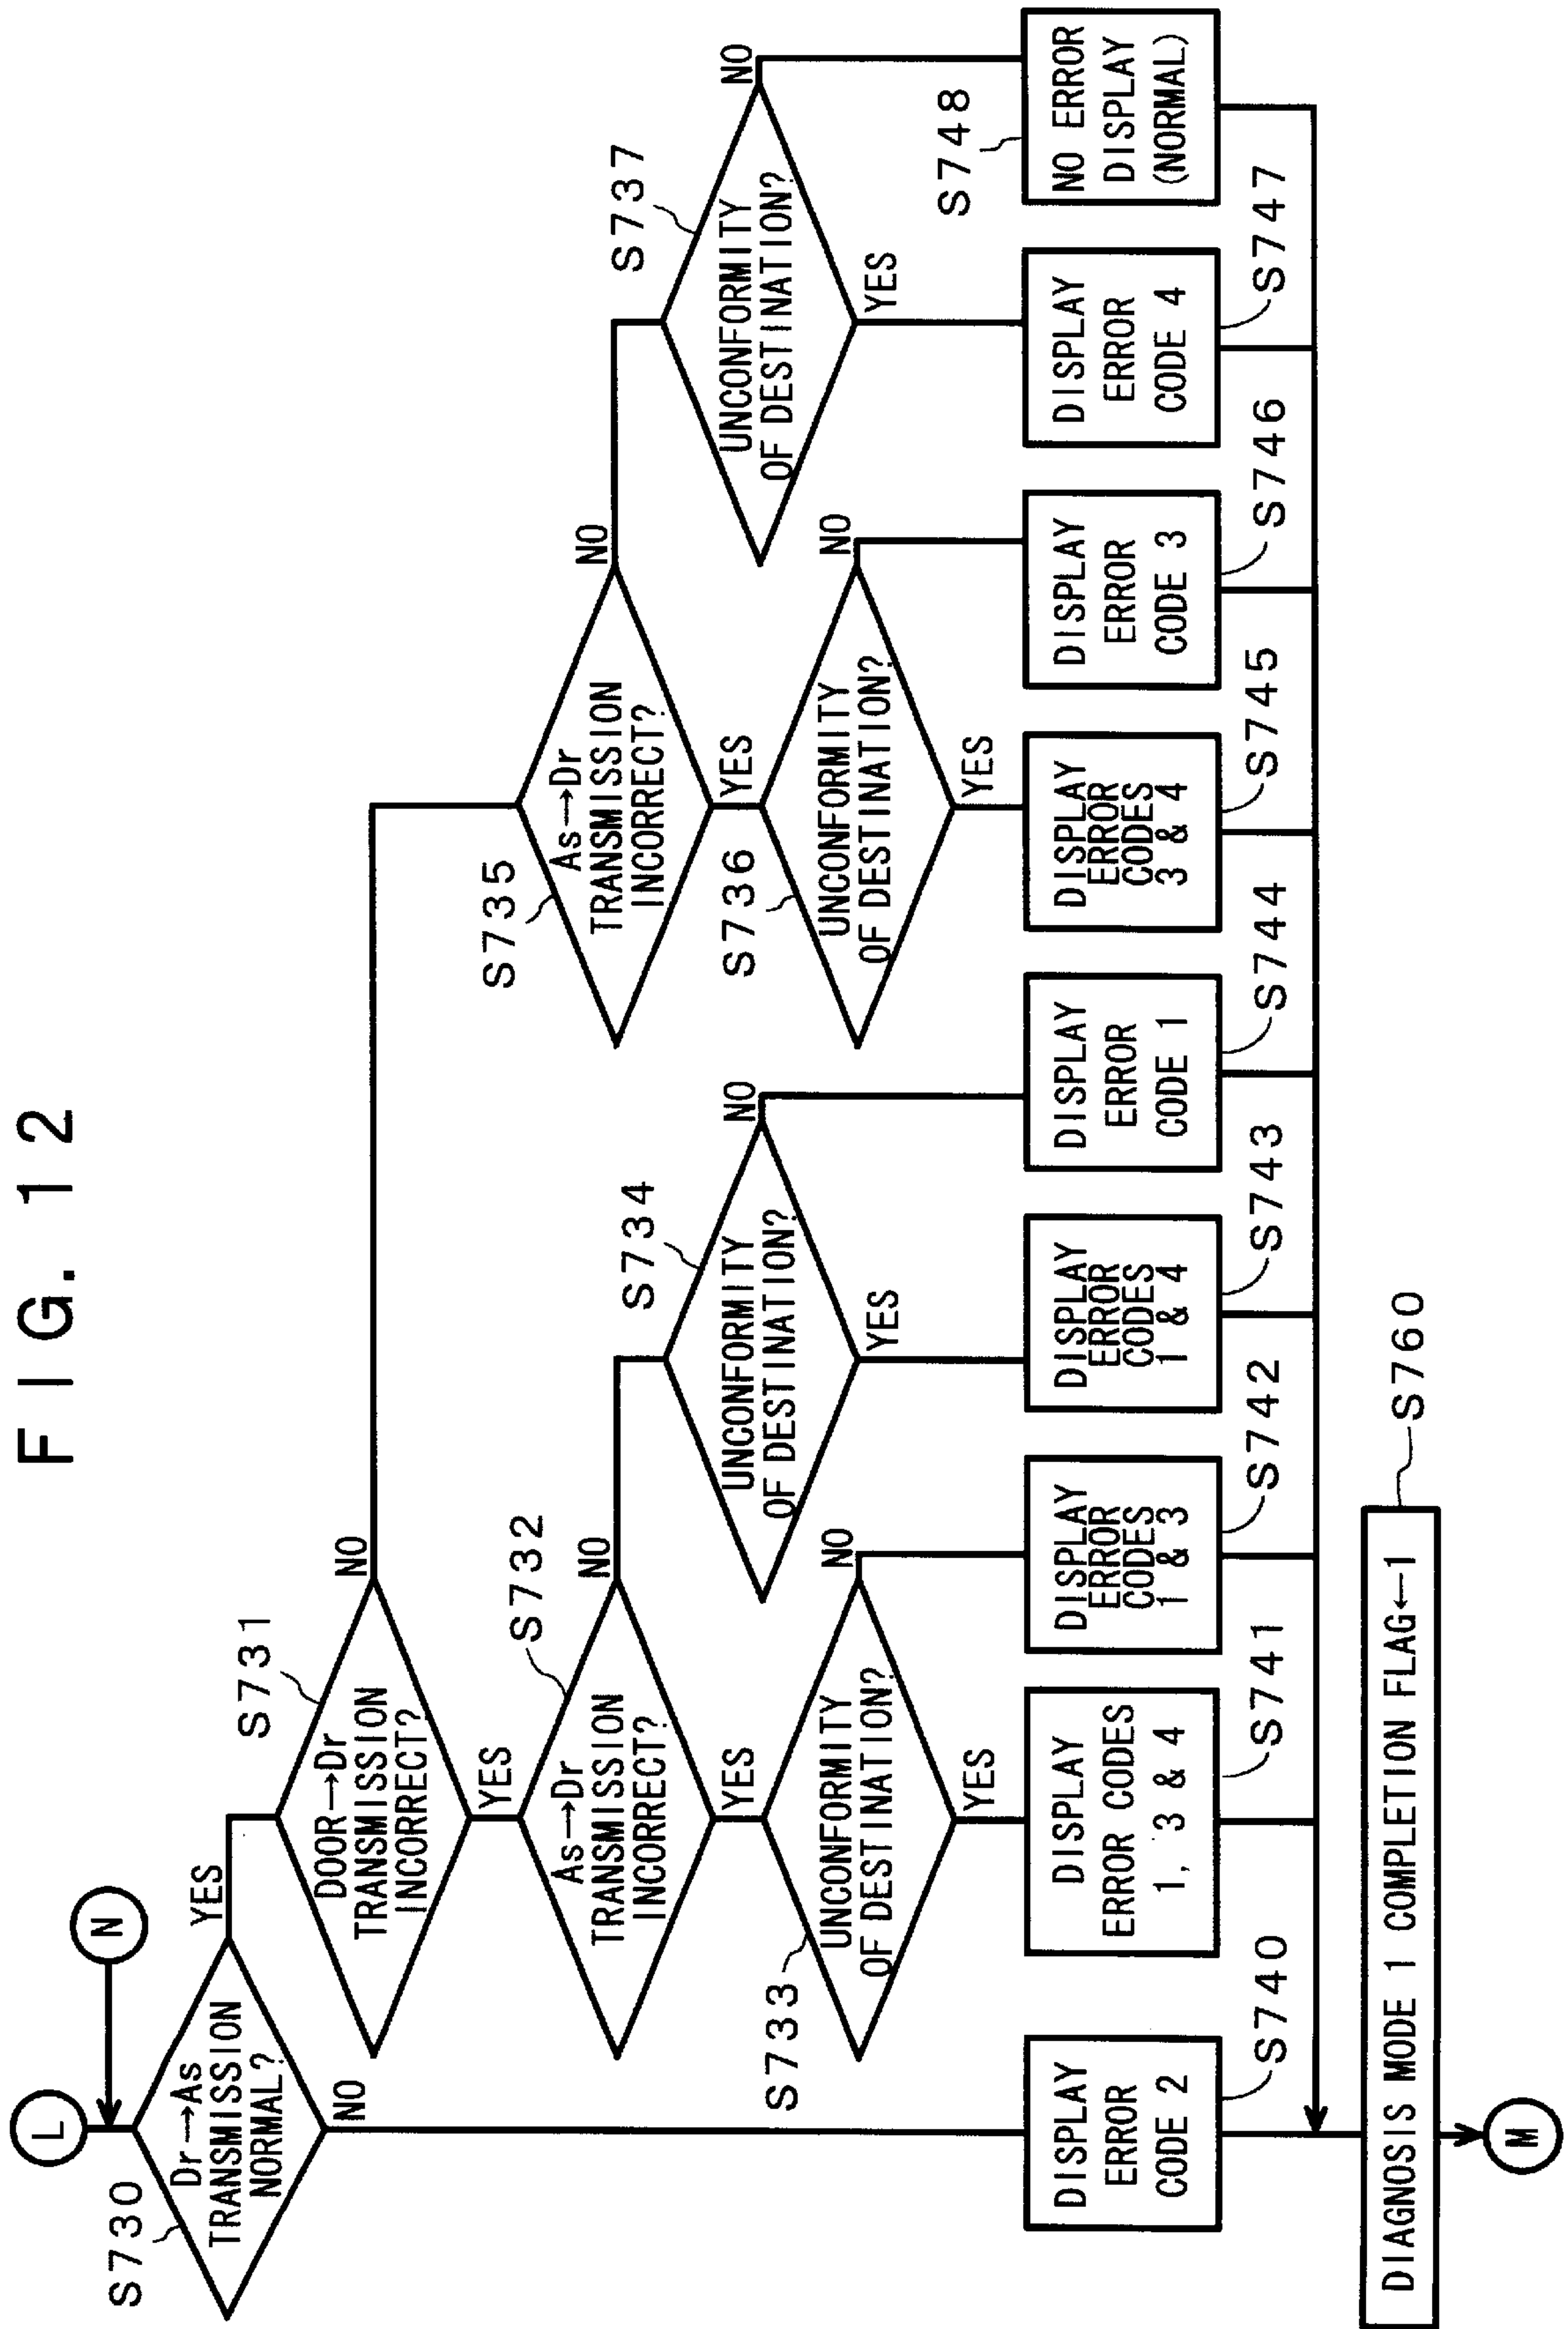 FIG. 12
L
N
S730
Dr→As
TRANSMISSION
NORMAL?
YES
NO
S731
DOOR→Dr
TRANSMISSION
INCORRECT?
NO
YES
S732
As→Dr
TRANSMISSION
INCORRECT?
NO
YES
S735
As→Dr
TRANSMISSION
INCORRECT?
NO
YES
S733
UNCONFORMITY
OF DESTINATION?
NO
YES
S734
UNCONFORMITY
OF DESTINATION?
NO
YES
S736
UNCONFORMITY
OF DESTINATION?
NO
YES
S737
UNCONFORMITY
OF DESTINATION?
NO
YES
DISPLAY
ERROR
CODE 2
S740
DISPLAY
ERROR CODES
1, 3 & 4
S741
DISPLAY
ERROR
CODES
1 & 3
S742
DISPLAY
ERROR
CODES
1 & 4
S743
DISPLAY
ERROR
CODE 1
S744
DISPLAY
ERROR
CODES
3 & 4
S745
DISPLAY
ERROR
CODE 3
S746
DISPLAY
ERROR
CODE 4
S747
S748
NO ERROR
DISPLAY
(NORMAL)
DIAGNOSIS MODE 1 COMPLETION FLAG←1
S760
M